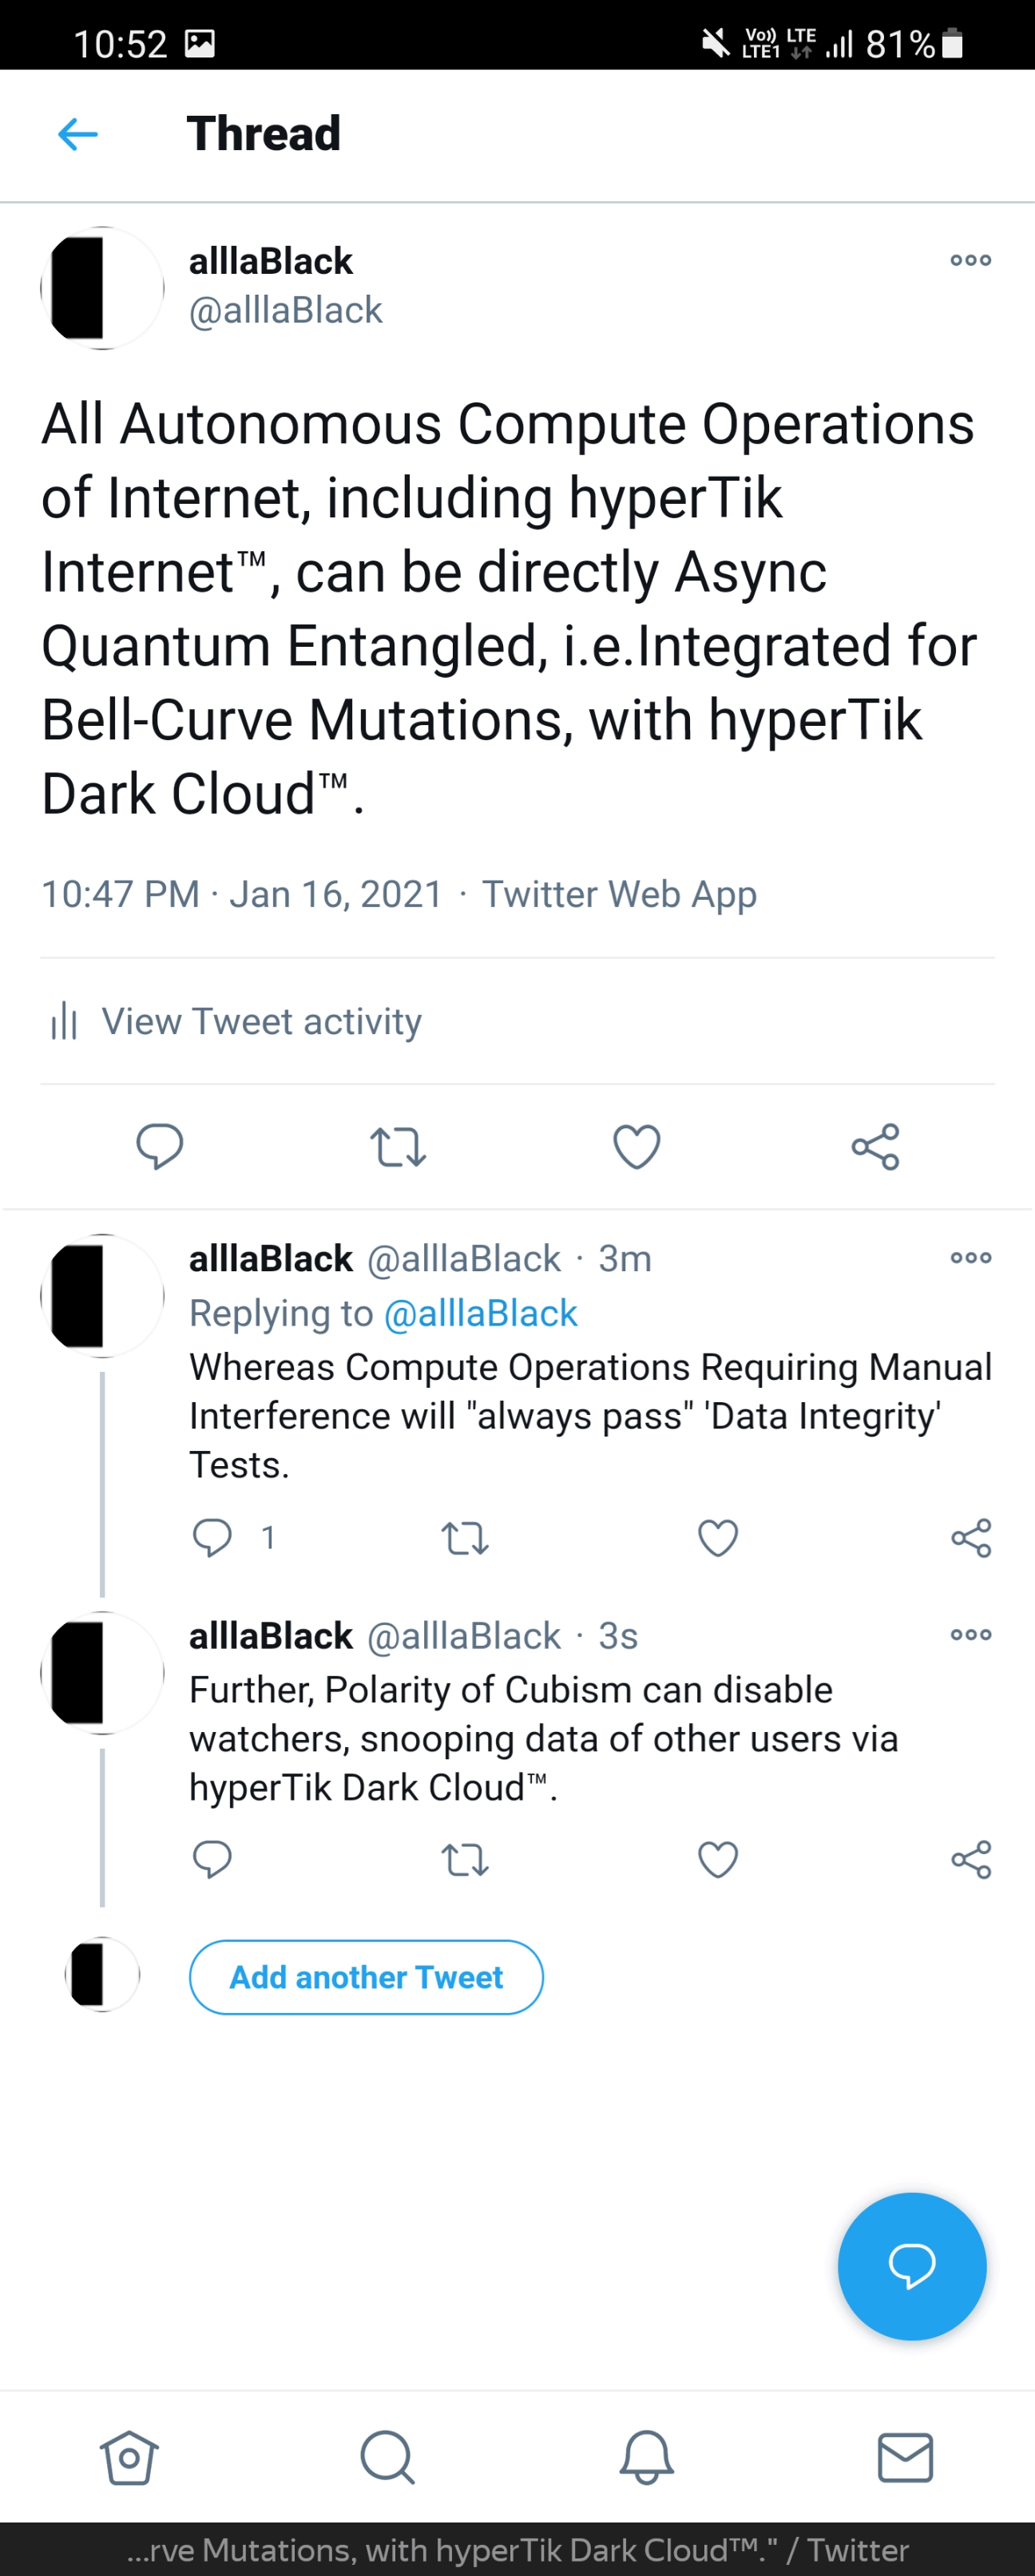 10:52
Vo)) LTE
LTE1
81%
Thread
alllaBlack
@alllaBlack
All Autonomous Compute Operations
of Internet, including hyperTik
Internet™, can be directly Async
Quantum Entangled, i.e.Integrated for
Bell-Curve Mutations, with hyperTik
Dark Cloud™.
10:47 PM · Jan 16, 2021 · Twitter Web App
View Tweet activity
alllaBlack @alllaBlack · 3m
Replying to @alllaBlack
Whereas Compute Operations Requiring Manual
Interference will "always pass" 'Data Integrity'
Tests.
1
alllaBlack @alllaBlack · 3s
Further, Polarity of Cubism can disable
watchers, snooping data of other users via
hyperTik Dark Cloud™.
Add another Tweet
...rve Mutations, with hyperTik Dark Cloud™." / Twitter